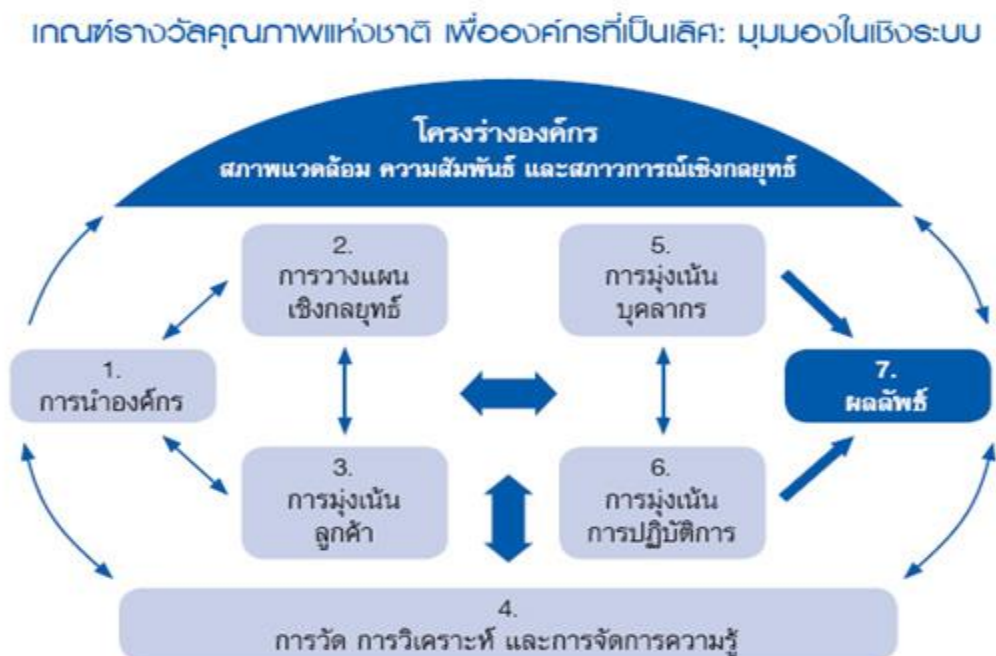 เกณฑ์รางวัลคุณภาพแห่งชาติ เพื่อองค์กรที่เป็นเลิศ: มุมมองในเชิงระบบ
โครงร่างองค์กร
สภาพแวดล้อม ความสัมพันธ์ และสภาวการณ์เชิงกลยุทธ์
1.
การนำองค์กร
2.
การวางแผน
เชิงกลยุทธ์
3.
การมุ่งเน้น
ลูกค้า
5.
การมุ่งเน้น
บุคลากร
6.
การมุ่งเน้น
การปฏิบัติการ
7.
ผลลัพธ์
4.
การวัด การวิเคราะห์ และการจัดการความรู้